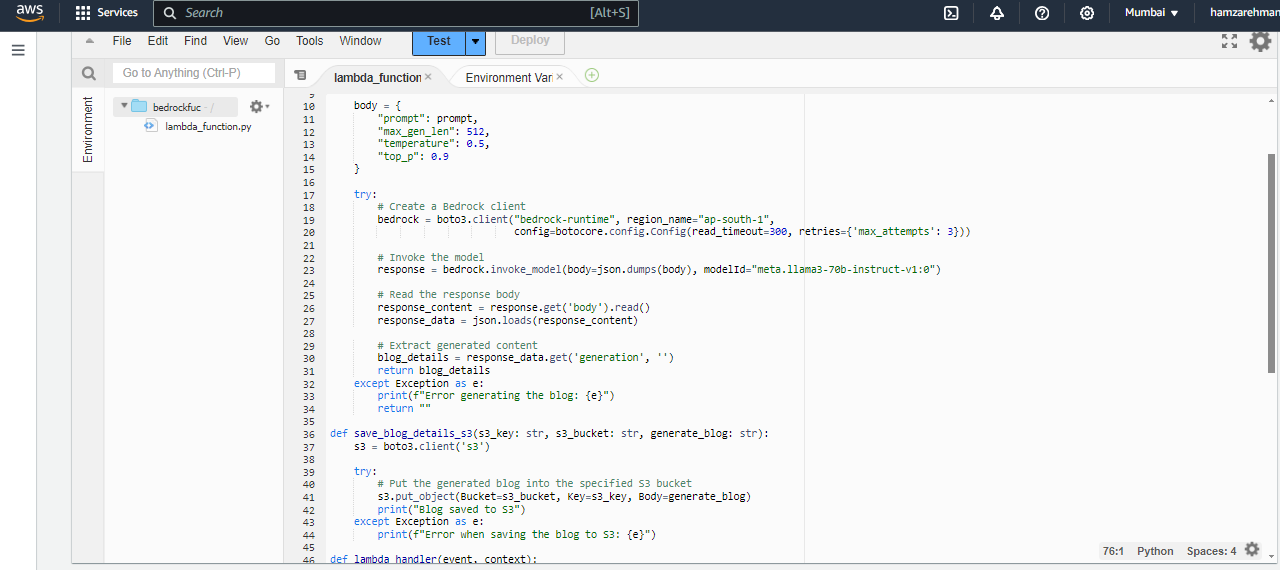 aws
Services
Search [Alt+S]
Mumbai
hamzarehman
File Edit Find View Go Tools Window
Test
Deploy
Go to Anything (Ctrl-P)
lambda_function
Environment Var
Environment
bedrockfuc - /
lambda_function.py
9
10 body = {
11 "prompt": prompt,
12 "max_gen_len": 512,
13 "temperature": 0.5,
14 "top_p": 0.9
15 }
16
17 try:
18 # Create a Bedrock client
19 bedrock = boto3.client("bedrock-runtime", region_name="ap-south-1",
20 config=botocore.config.Config(read_timeout=300, retries={'max_attempts': 3}))
21
22 # Invoke the model
23 response = bedrock.invoke_model(body=json.dumps(body), modelId="meta.llama3-70b-instruct-v1:0")
24
25 # Read the response body
26 response_content = response.get('body').read()
27 response_data = json.loads(response_content)
28
29 # Extract generated content
30 blog_details = response_data.get('generation', '')
31 return blog_details
32 except Exception as e:
33 print(f"Error generating the blog: {e}")
34 return ""
35
36 def save_blog_details_s3(s3_key: str, s3_bucket: str, generate_blog: str):
37 s3 = boto3.client('s3')
38
39 try:
40 # Put the generated blog into the specified S3 bucket
41 s3.put_object(Bucket=s3_bucket, Key=s3_key, Body=generate_blog)
42 print("Blog saved to S3")
43 except Exception as e:
44 print(f"Error when saving the blog to S3: {e}")
45
46 def lambda_handler(event, context):
76:1 Python Spaces: 4